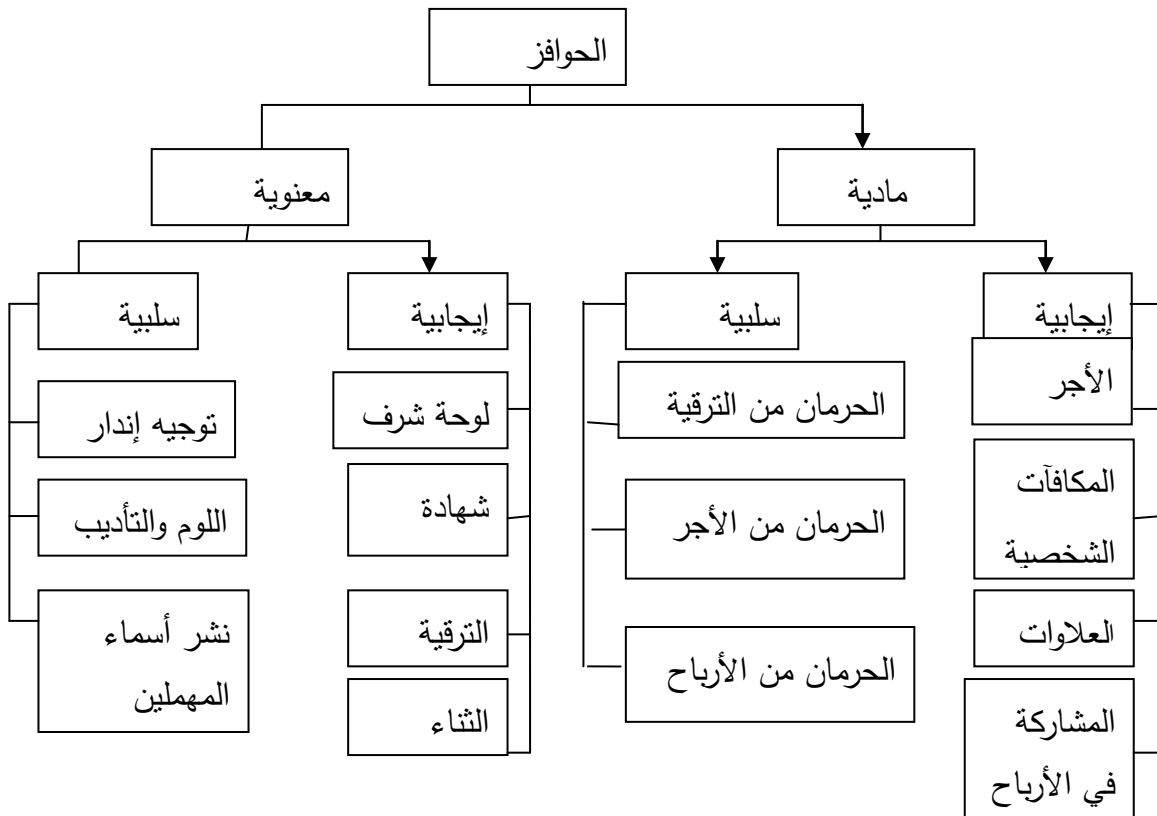 الحوافز
مادية
معنوية
إيجابية
سلبية
إيجابية
سلبية
الأجر
المكافآت
الشخصية
العلاوات
المشاركة
في الأرباح
الحرمان من الترقية
الحرمان من الأجر
الحرمان من الأرباح
لوحة شرف
شهادة
الترقية
الثناء
توجيه إندار
اللوم والتأديب
نشر أسماء
المهملين